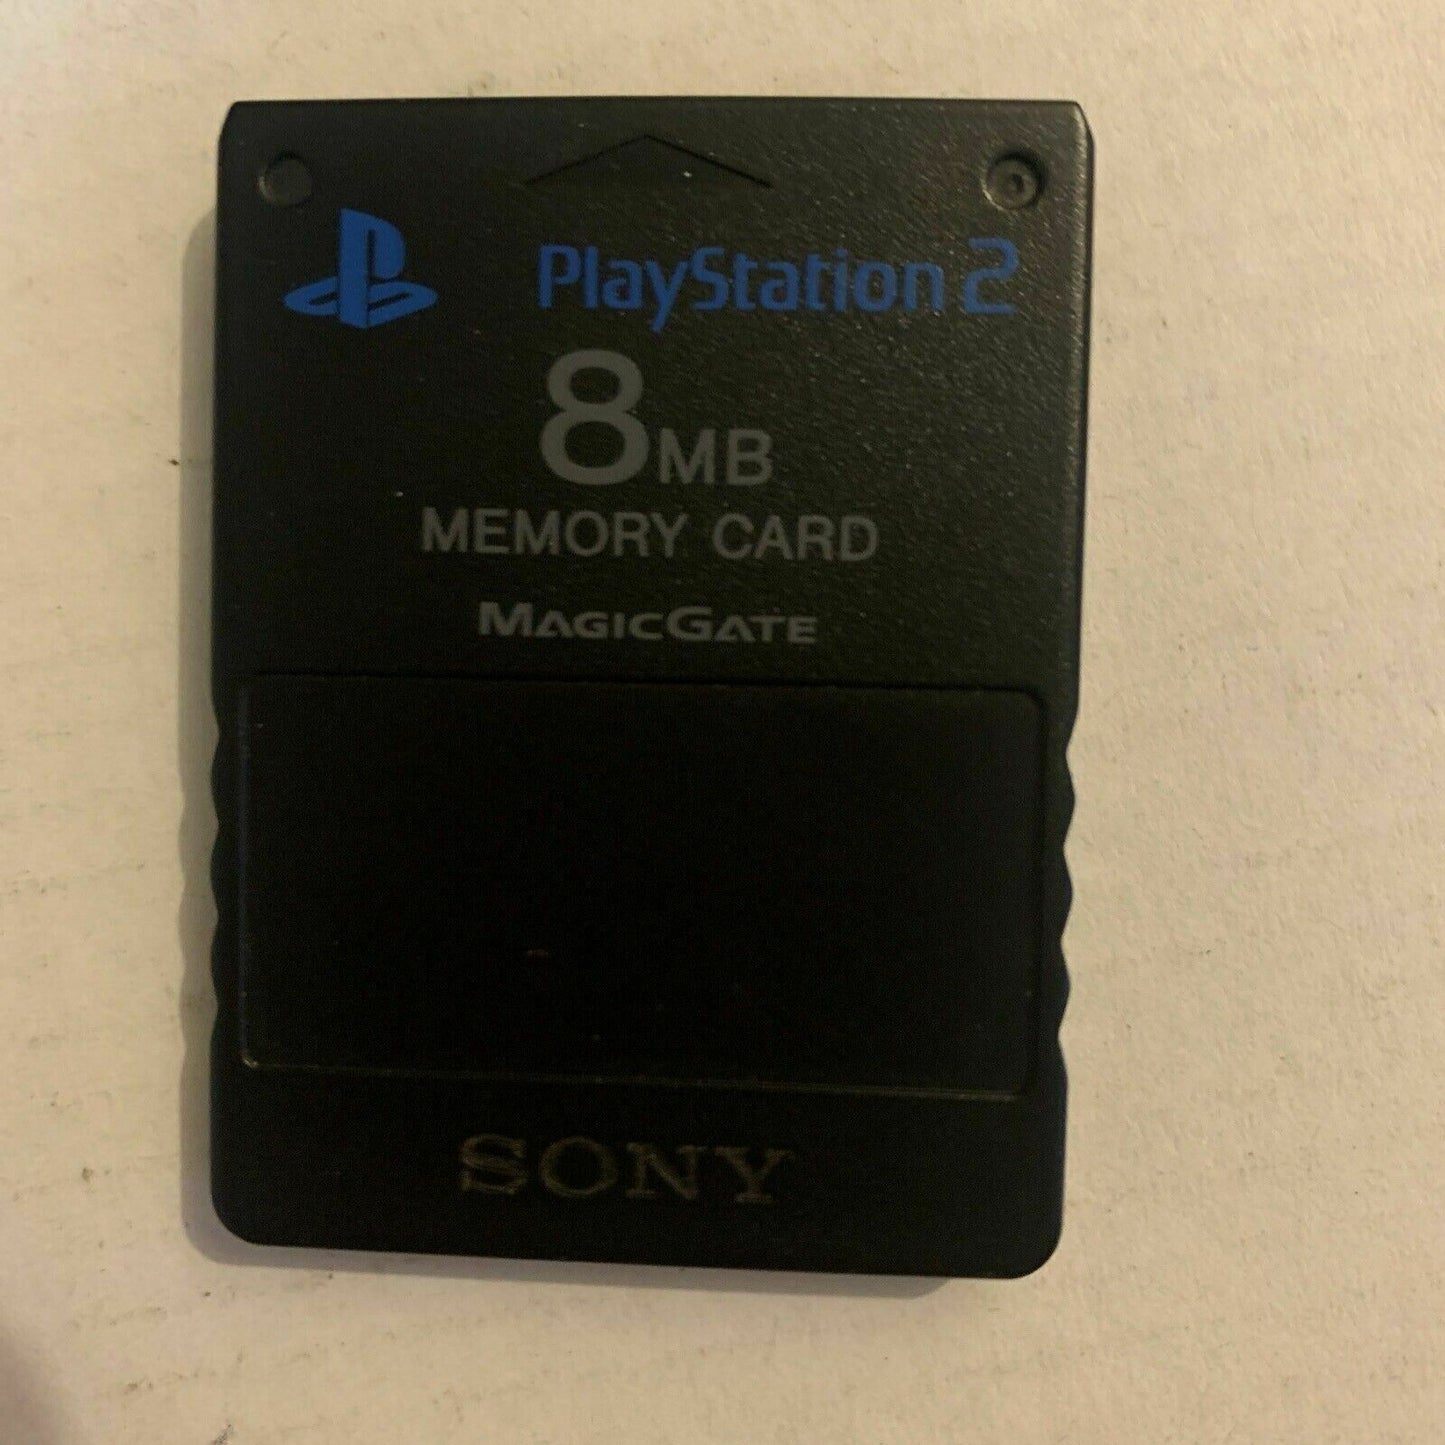 PlayStation 2
8MB
MEMORY CARD
MAGICGATE
SONY